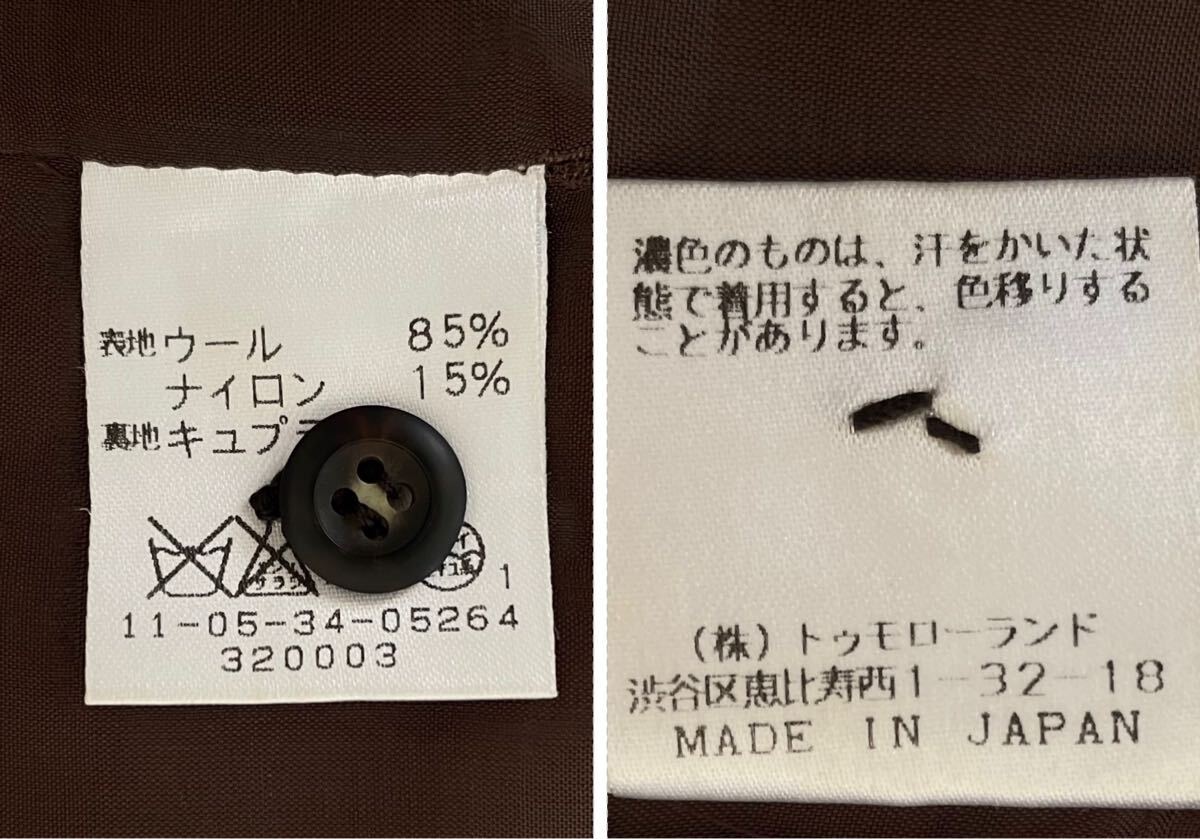 表地 ウール 85%
ナイロン 15%
裏地 キュプ
1
11-05-34-05264
320003
濃色のものは、汗をかいた状
態で着用すると、色移りする
ことがあります。
(株)トゥモローランド
渋谷区恵比寿西1-32-18
MADE IN JAPAN